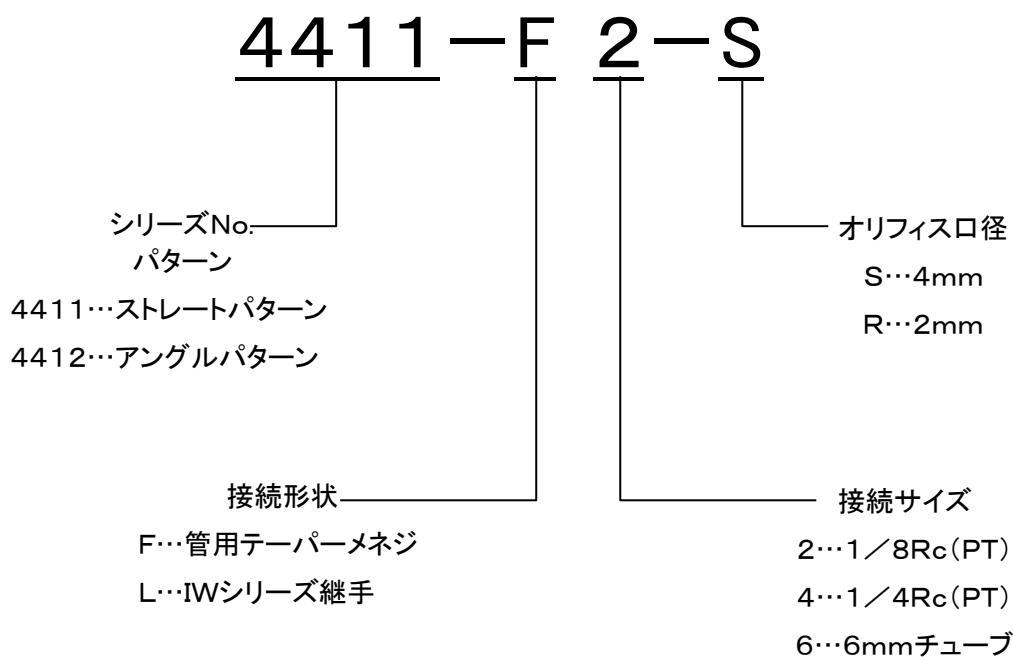 4411－F 2－S
シリーズNo.
パターン
4411…ストレートパターン
4412…アングルパターン
オリフィス口径
S…4mm
R…2mm
接続形状
F…管用テーパーメネジ
L…IWシリーズ継手
接続サイズ
2…1／8Rc（PT）
4…1／4Rc（PT）
6…6mmチューブ